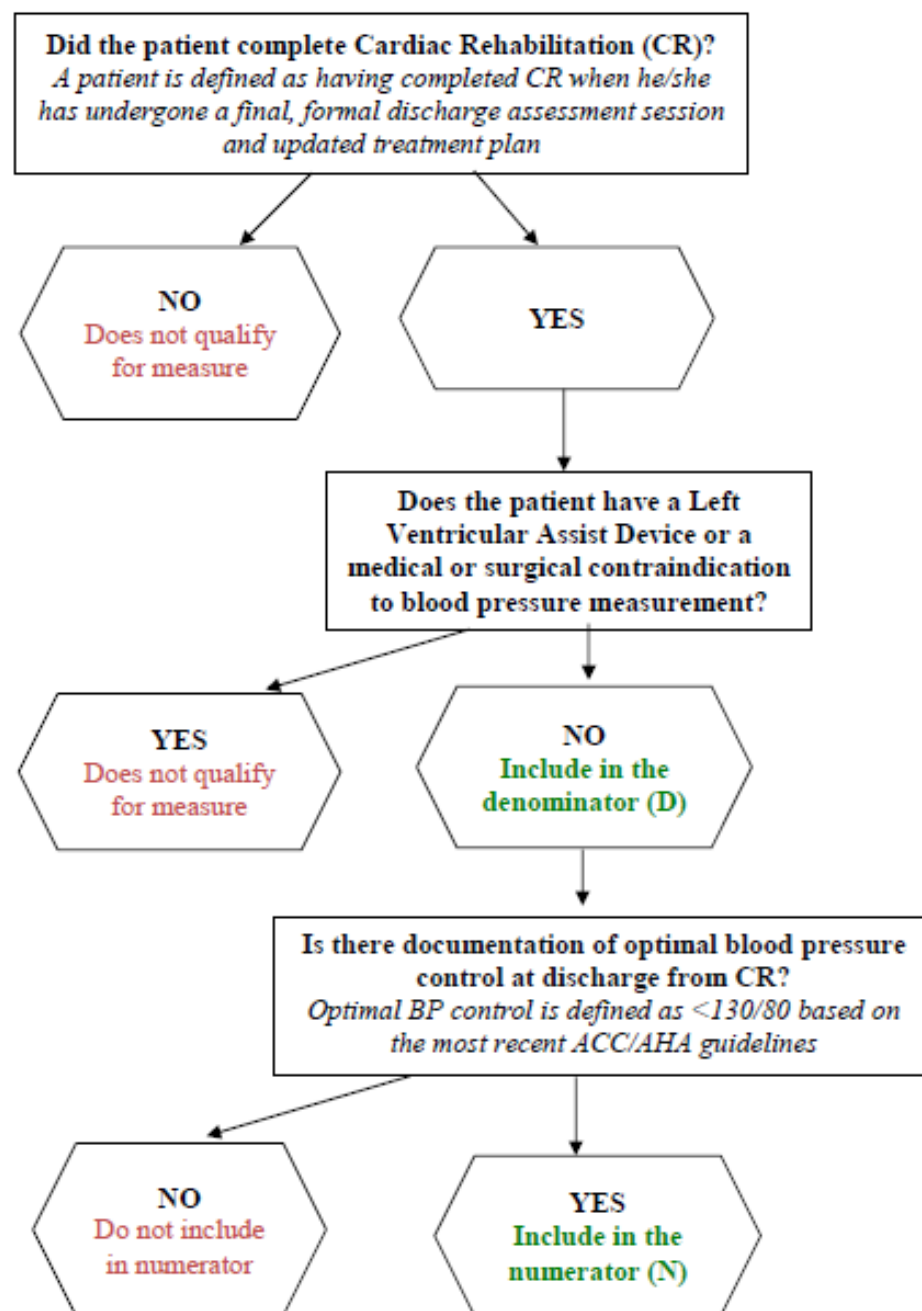 Did the patient complete Cardiac Rehabilitation (CR)?
A patient is defined as having completed CR when he/she
has undergone a final, formal discharge assessment session
and updated treatment plan
NO
Does not qualify
for measure
YES
Does the patient have a Left
Ventricular Assist Device or a
medical or surgical contraindication
to blood pressure measurement?
YES
Does not qualify
for measure
NO
Include in the
denominator (D)
Is there documentation of optimal blood pressure
control at discharge from CR?
Optimal BP control is defined as <130/80 based on
the most recent ACC/AHA guidelines
NO
Do not include
in numerator
YES
Include in the
numerator (N)